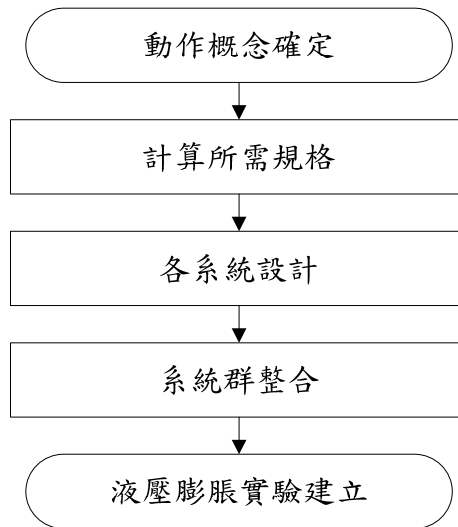 動作概念確定
計算所需規格
各系統設計
系統群整合
液壓膨脹實驗建立